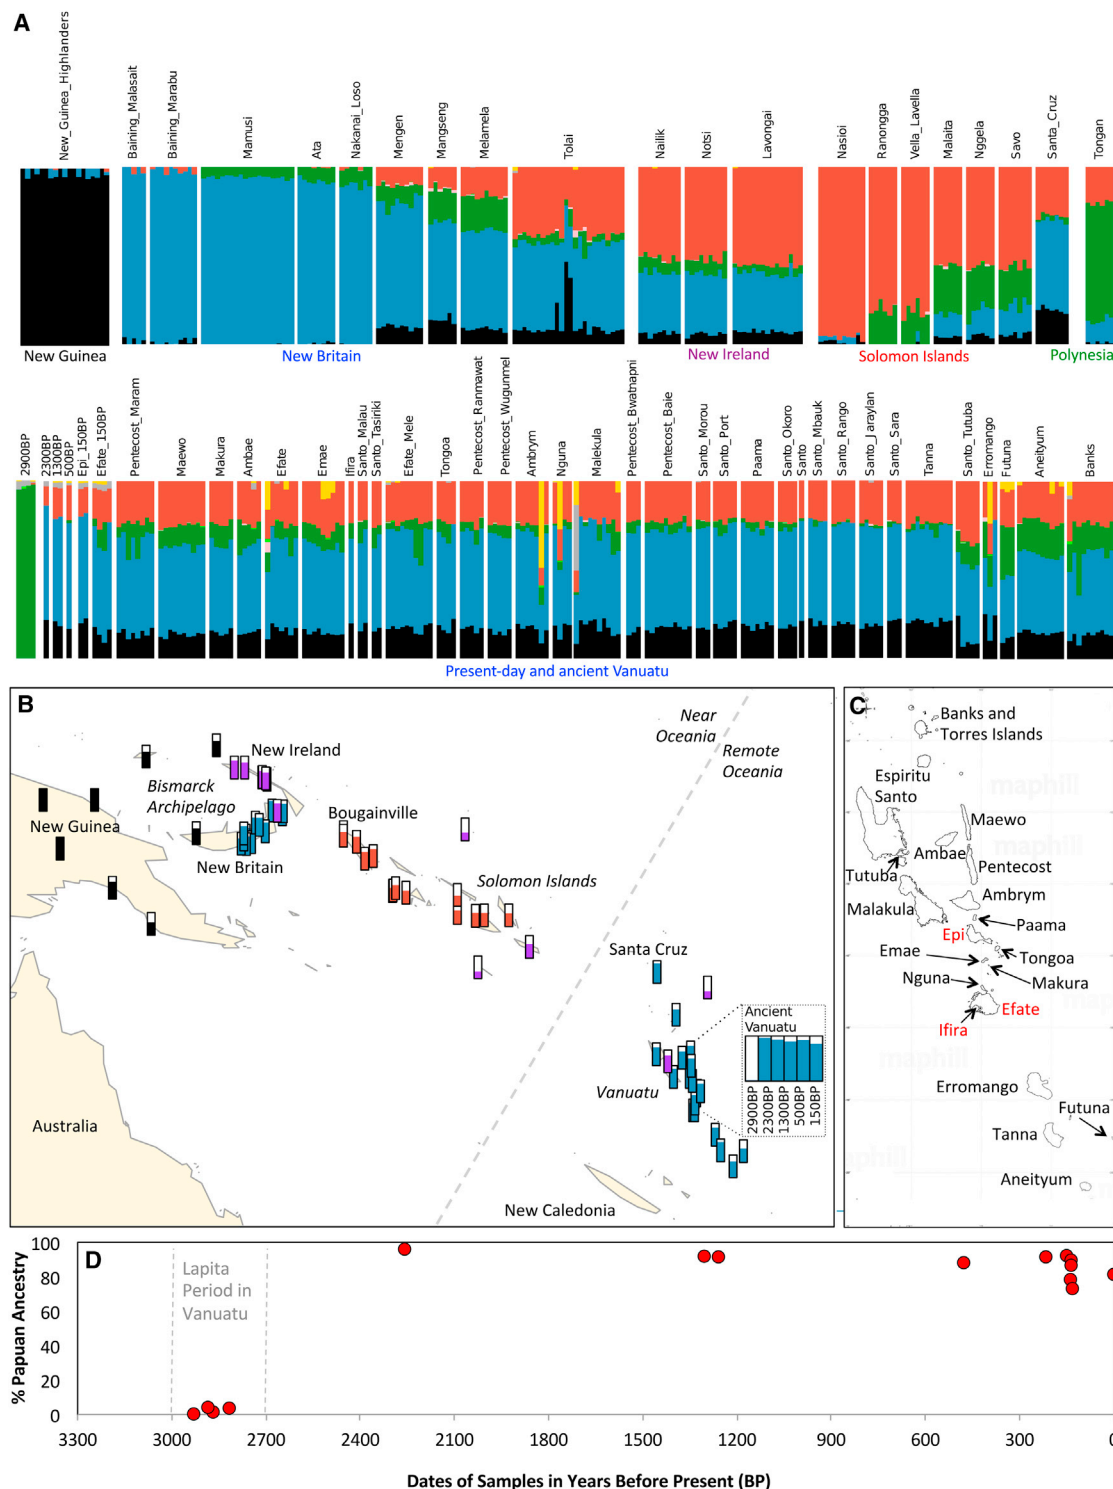 A
New_Guinea_Highlanders
Baining_Malasait
Baining_Marabu
Mamusi
Ata
Nakanai_Loso
Mengen
Mangseng
Melamela
Tolai
Nailik
Notsi
Lavongai
Nasioi
Ranongga
Vella_Lavella
Malaita
Nggela
Savo
Santa_Cruz
Tongan
New Guinea
New Britain
New Ireland
Solomon Islands
Polynesia
2900BP
2300BP
1300BP
500BP
Epi_150BP
Efate_150BP
Pentecost_Maram
Maewo
Makura
Ambae
Efate
Emae
Ifira
Santo_Malau
Santo_Tasiriki
Efate_Mele
Tongoa
Pentecost_Ranmawat
Pentecost_Wugunmel
Ambrym
Nguna
Malekula
Pentecost_Bwatnapni
Pentecost_Baie
Santo_Morou
Santo_Port
Paama
Santo_Okoro
Santo
Santo_Mbauk
Santo_Rango
Santo_Jaraylan
Santo_Sara
Tanna
Santo_Tutuba
Erromango
Futuna
Aneityum
Banks
Present-day and ancient Vanuatu
B
Near
Oceania
Remote
Oceania
New Ireland
Bismarck
Archipelago
New Guinea
New Britain
Bougainville
Solomon Islands
Santa Cruz
Ancient
Vanuatu
2900BP
2300BP
1300BP
500BP
150BP
Vanuatu
Australia
New Caledonia
C
Banks and
Torres Islands
Espiritu
Santo
maphill
Maewo
maphill
Ambae
Pentecost
Tutuba
Malakula
Ambrym
Paama
Epi
Emae
Tongoa
Nguna
Makura
Efate
Ifira
maphill
Erromango
Futuna
Tanna
Aneityum
D
% Papuan Ancestry
100
80
60
40
20
0
Lapita
Period in
Vanuatu
3300 3000 2700 2400 2100 1800 1500 1200 900 600 300 0
Dates of Samples in Years Before Present (BP)